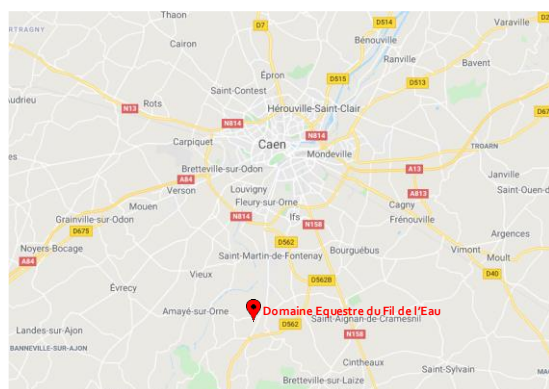 Thaon
D7
D514
Varaville
D2
RTRAGNY
Cairon
Bénouville
Ranville
Épron
D515
D513
Bavent
Saint-Contest
Audrieu
N13
Rots
Hérouville-Saint-Clair
D67
N814
N814
Carpiquet
Caen
Mondeville
TROARN
Bretteville-sur-Odon
A13
Janville
A84
Verson
Louvigny
A813
Saint-Ouen-d
Mouen
Fleury-sur-Orne
Cagny
Grainville-sur-Odon
N814
Ifs
N158
Frénouville
D675
Argences
Noyers-Bocage
D562
Bourguébus
Vimont
Saint-Martin-de-Fontenay
Moult
A84
Vieux
D562B
D40
Évrecy
Amayé-sur-Orne
Domaine Equestre du Fil de l'Eau
Saint-Aignan-de-Cramesnil
D562
Landes-sur-Ajon
N158
BANNEVILLE-SUR-AJON
Cintheaux
Saint-Sylvain
MA
Bretteville-sur-Laize